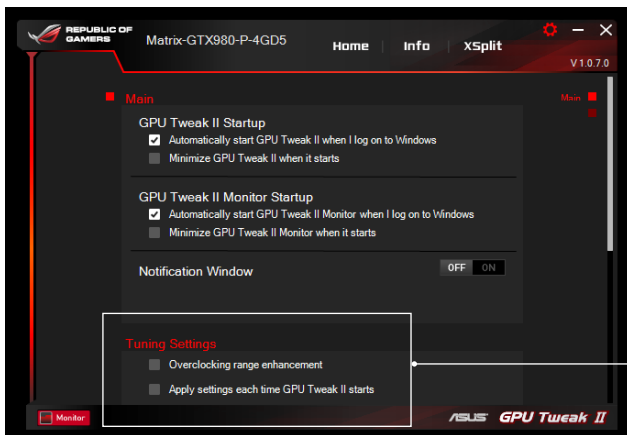 REPUBLIC OF
GAMERS
Matrix-GTX980-P-4GD5
Home
Info
XSplit
V 1.0.7.0
Main
Main
GPU Tweak II Startup
Automatically start GPU Tweak II when I log on to Windows
Minimize GPU Tweak II when it starts
GPU Tweak II Monitor Startup
Automatically start GPU Tweak II Monitor when I log on to Windows
Minimize GPU Tweak II Monitor when it starts
Notification Window
OFF ON
Tuning Settings
Overclocking range enhancement
Apply settings each time GPU Tweak II starts
Monitor
ASUS GPU Tweak II